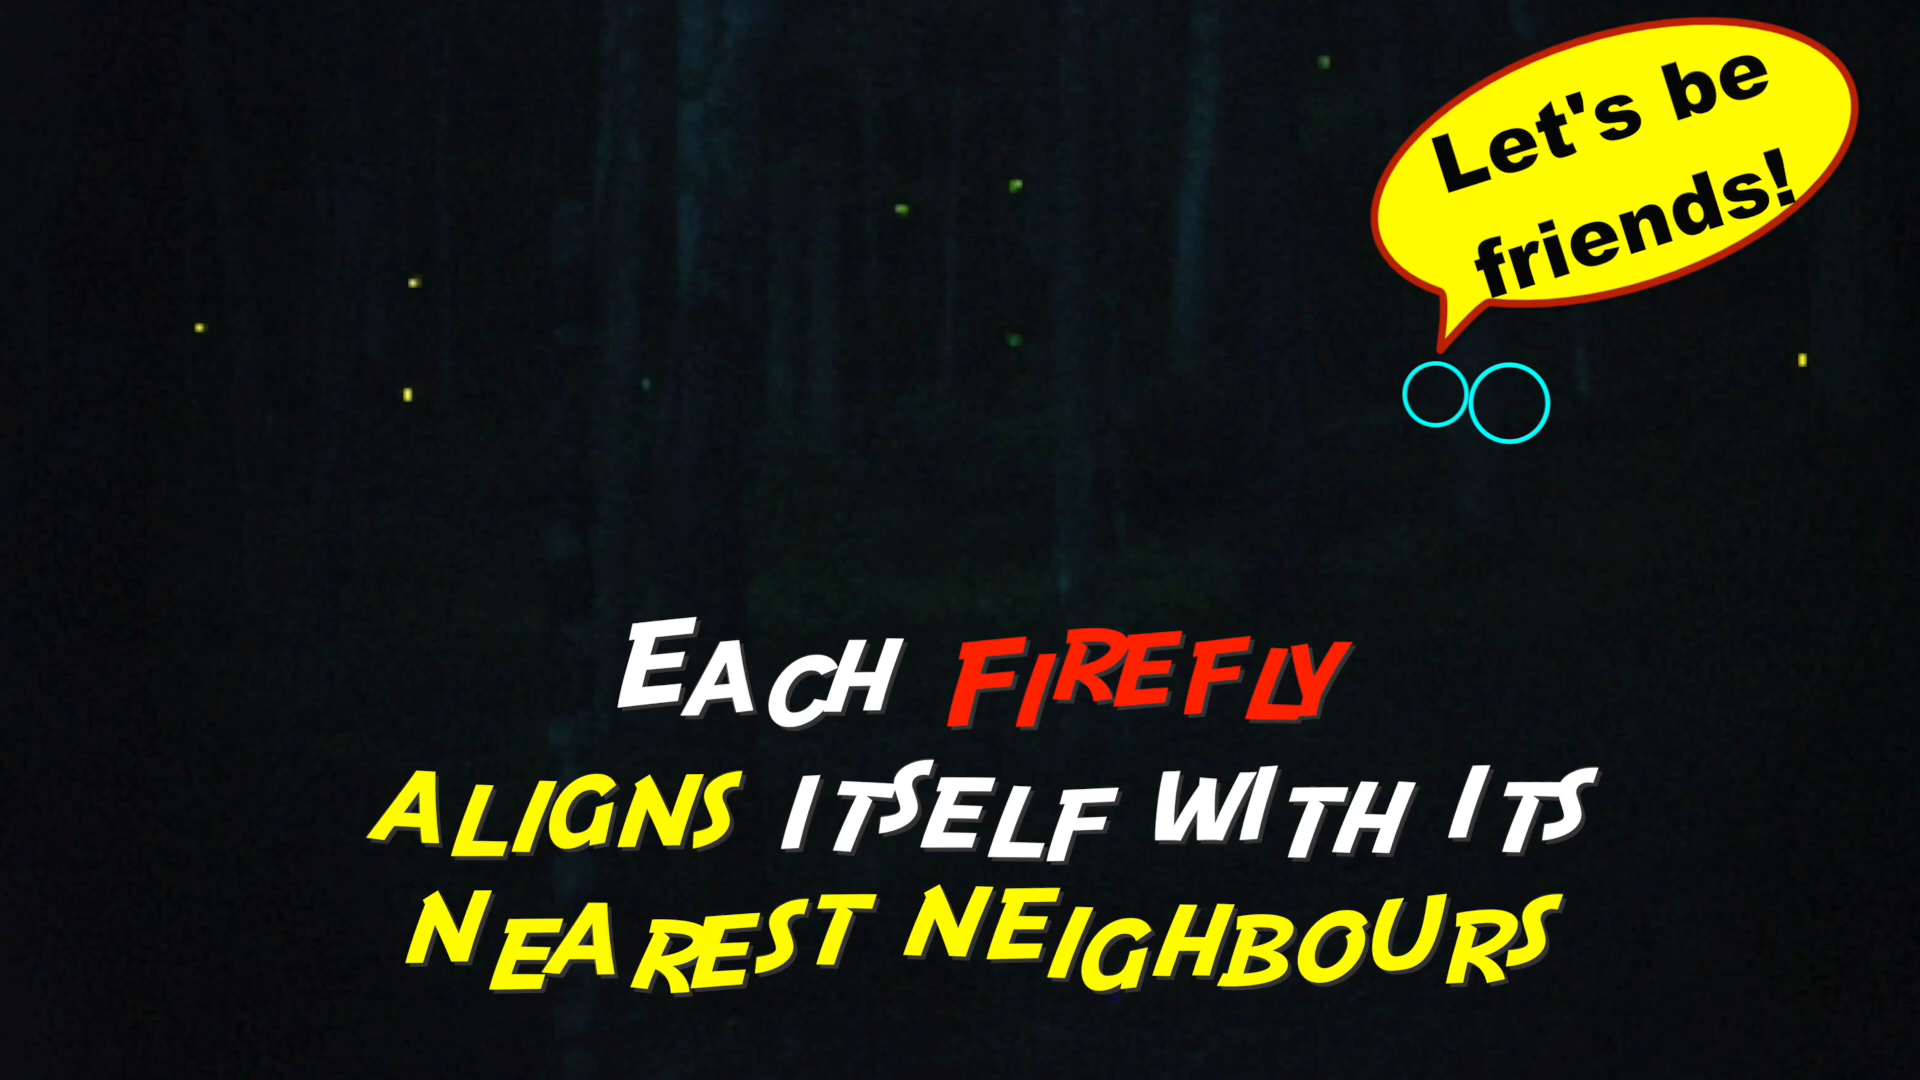 Let's be
friends!
EACH FIREFLY
ALIGNS ITSELF WITH ITS
NEAREST NEIGHBOURS